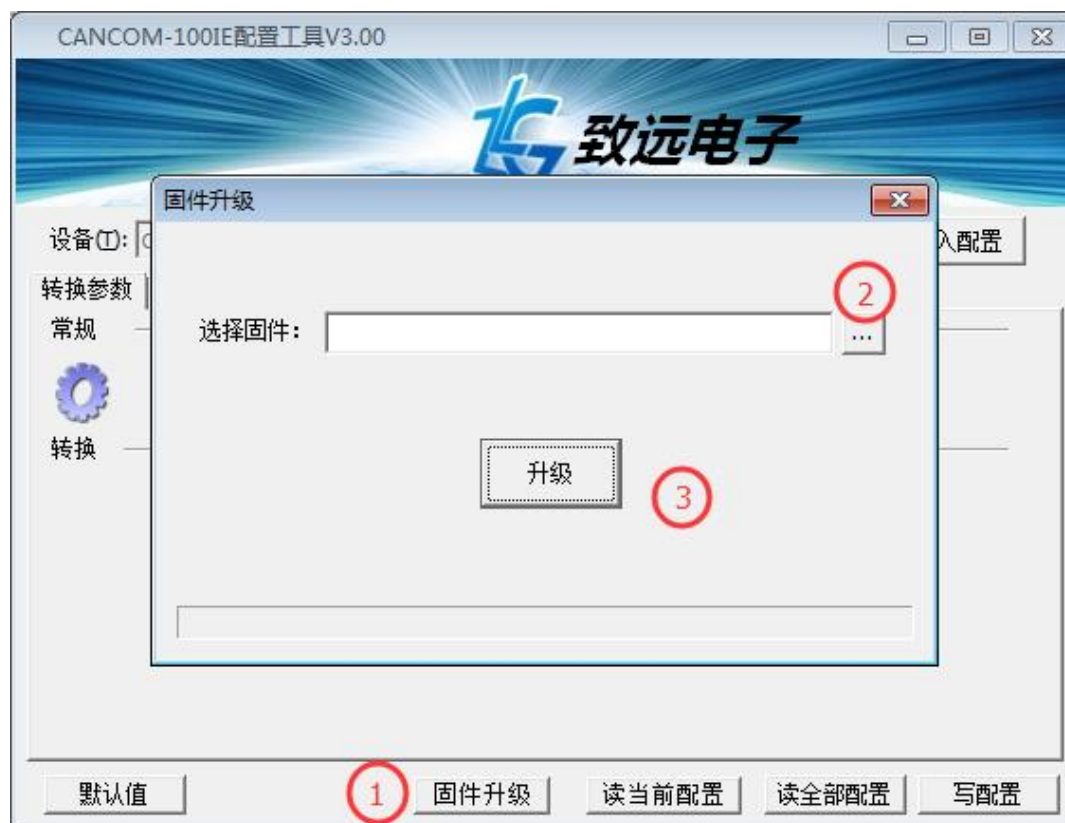 CANCOM-100IE配置工具V3.00
ZLG 致远电子
固件升级
设备(T):
入配置
转换参数
常规
选择固件：
2
...
转换
升级
3
默认值
1
固件升级
读当前配置
读全部配置
写配置